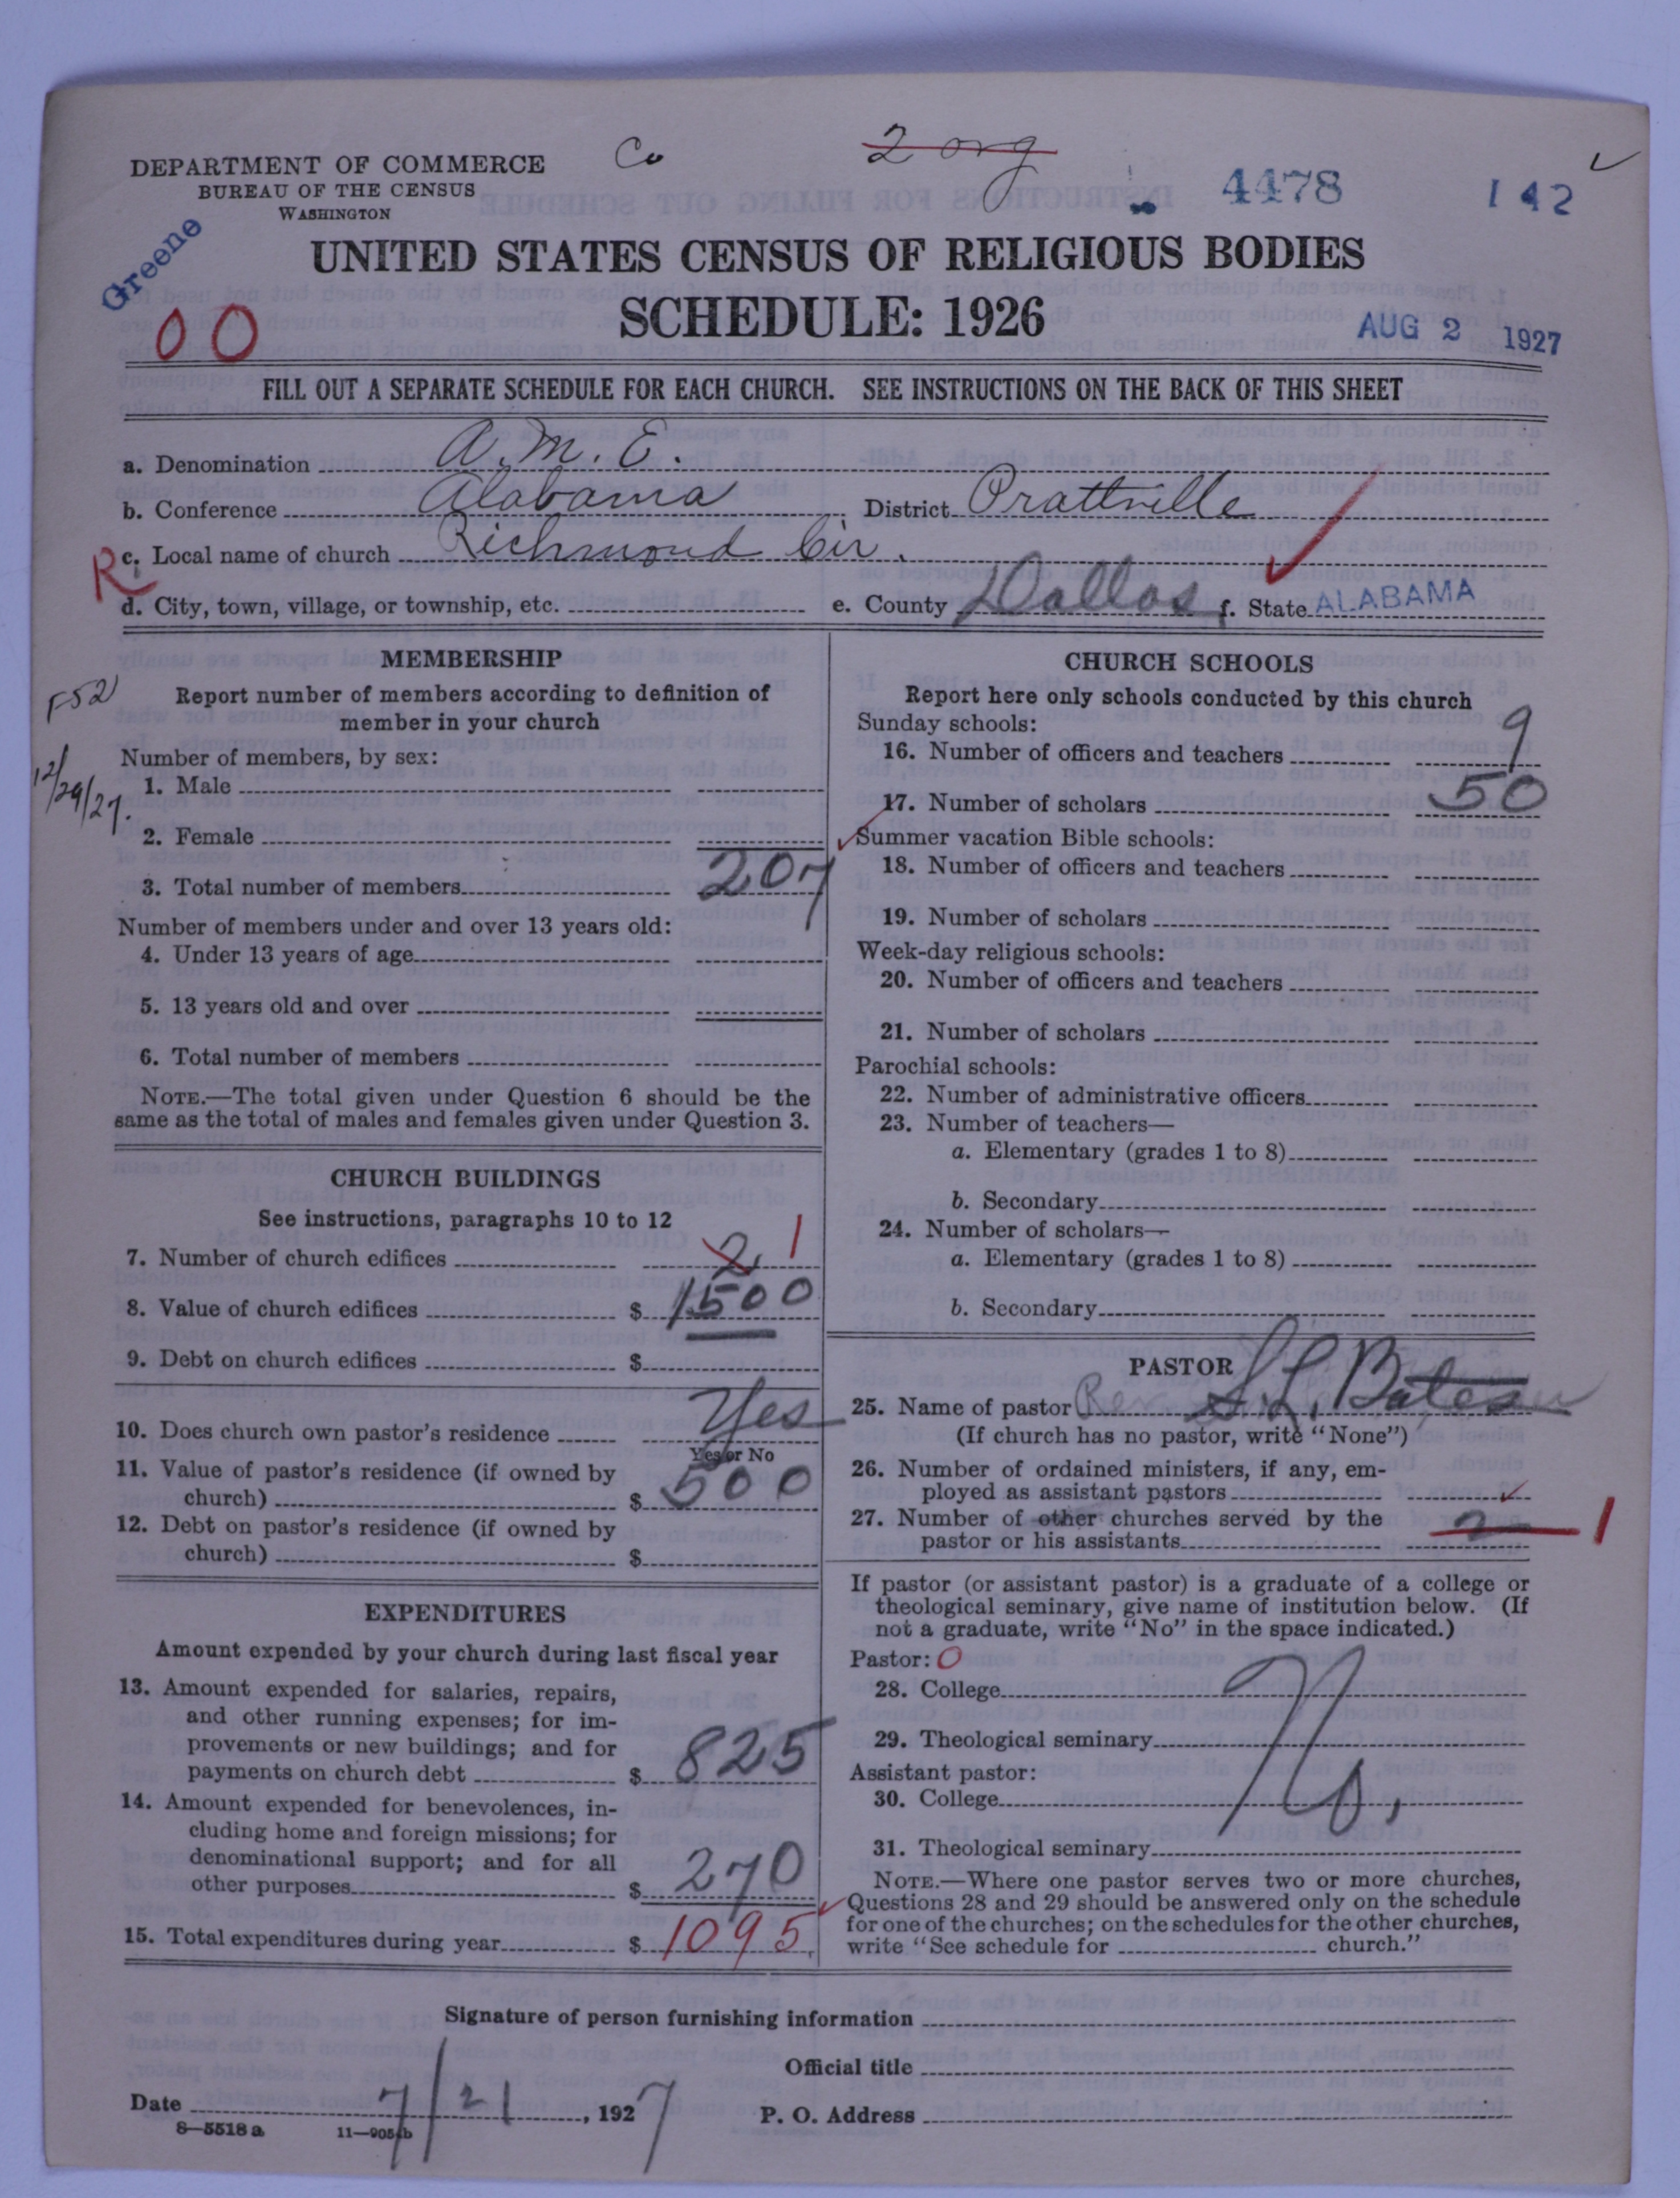 DEPARTMENT OF COMMERCE
BUREAU OF THE CENSUS
WASHINGTON
Co
2 org
4478
142
Greene
00
UNITED STATES CENSUS OF RELIGIOUS BODIES
SCHEDULE: 1926
AUG 2 1927
FILL OUT A SEPARATE SCHEDULE FOR EACH CHURCH. SEE INSTRUCTIONS ON THE BACK OF THIS SHEET
a. Denomination A. M. E.
b. Conference Alabama District Prattville
c. Local name of church Richmond Cir.
R
d. City, town, village, or township, etc. e. County Dallas f. State ALABAMA
MEMBERSHIP
Report number of members according to definition of
member in your church
F52
12/29/27.
Number of members, by sex:
1. Male
2. Female
3. Total number of members 207
Number of members under and over 13 years old:
4. Under 13 years of age
5. 13 years old and over
6. Total number of members
NOTE.—The total given under Question 6 should be the
same as the total of males and females given under Question 3.
CHURCH BUILDINGS
See instructions, paragraphs 10 to 12
7. Number of church edifices 2 1
8. Value of church edifices $ 1500
9. Debt on church edifices $
10. Does church own pastor's residence Yes
Yes or No
11. Value of pastor's residence (if owned by
church) $ 500
12. Debt on pastor's residence (if owned by
church) $
EXPENDITURES
Amount expended by your church during last fiscal year
13. Amount expended for salaries, repairs,
and other running expenses; for im-
provements or new buildings; and for
payments on church debt $ 825
14. Amount expended for benevolences, in-
cluding home and foreign missions; for
denominational support; and for all
other purposes $ 270
15. Total expenditures during year $ 1095
CHURCH SCHOOLS
Report here only schools conducted by this church
Sunday schools:
16. Number of officers and teachers 9
17. Number of scholars 50
Summer vacation Bible schools:
18. Number of officers and teachers
19. Number of scholars
Week-day religious schools:
20. Number of officers and teachers
21. Number of scholars
Parochial schools:
22. Number of administrative officers
23. Number of teachers—
a. Elementary (grades 1 to 8)
b. Secondary
24. Number of scholars—
a. Elementary (grades 1 to 8)
b. Secondary
PASTOR
25. Name of pastor Rev. S. L. Bates
(If church has no pastor, write "None")
26. Number of ordained ministers, if any, em-
ployed as assistant pastors
27. Number of other churches served by the
pastor or his assistants 2 1
If pastor (or assistant pastor) is a graduate of a college or
theological seminary, give name of institution below. (If
not a graduate, write "No" in the space indicated.)
Pastor: 0
28. College
29. Theological seminary No,
Assistant pastor:
30. College
31. Theological seminary
NOTE.—Where one pastor serves two or more churches,
Questions 28 and 29 should be answered only on the schedule
for one of the churches; on the schedules for the other churches,
write "See schedule for church."
Signature of person furnishing information
Official title
Date 7/21, 1927 P. O. Address
8—5518 a 11—9054b